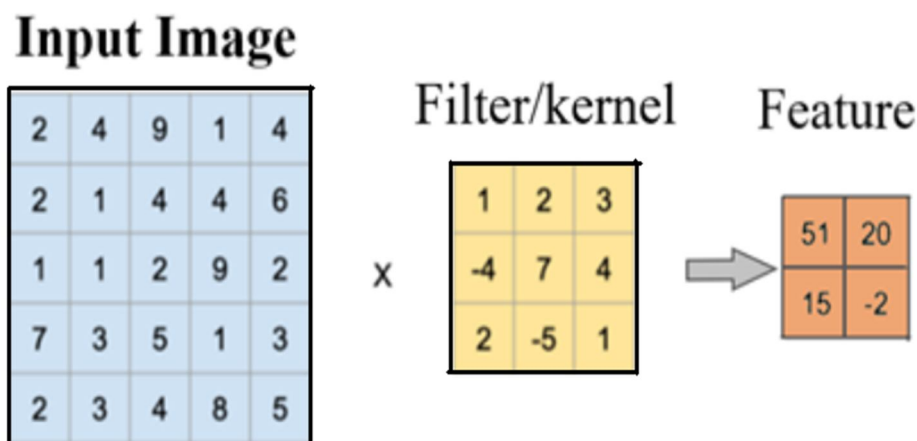 Input Image
Filter/kernel
Feature
2 4 9 1 4
2 1 4 4 6
1 1 2 9 2
7 3 5 1 3
2 3 4 8 5
x
1 2 3
-4 7 4
2 -5 1
51 20
15 -2